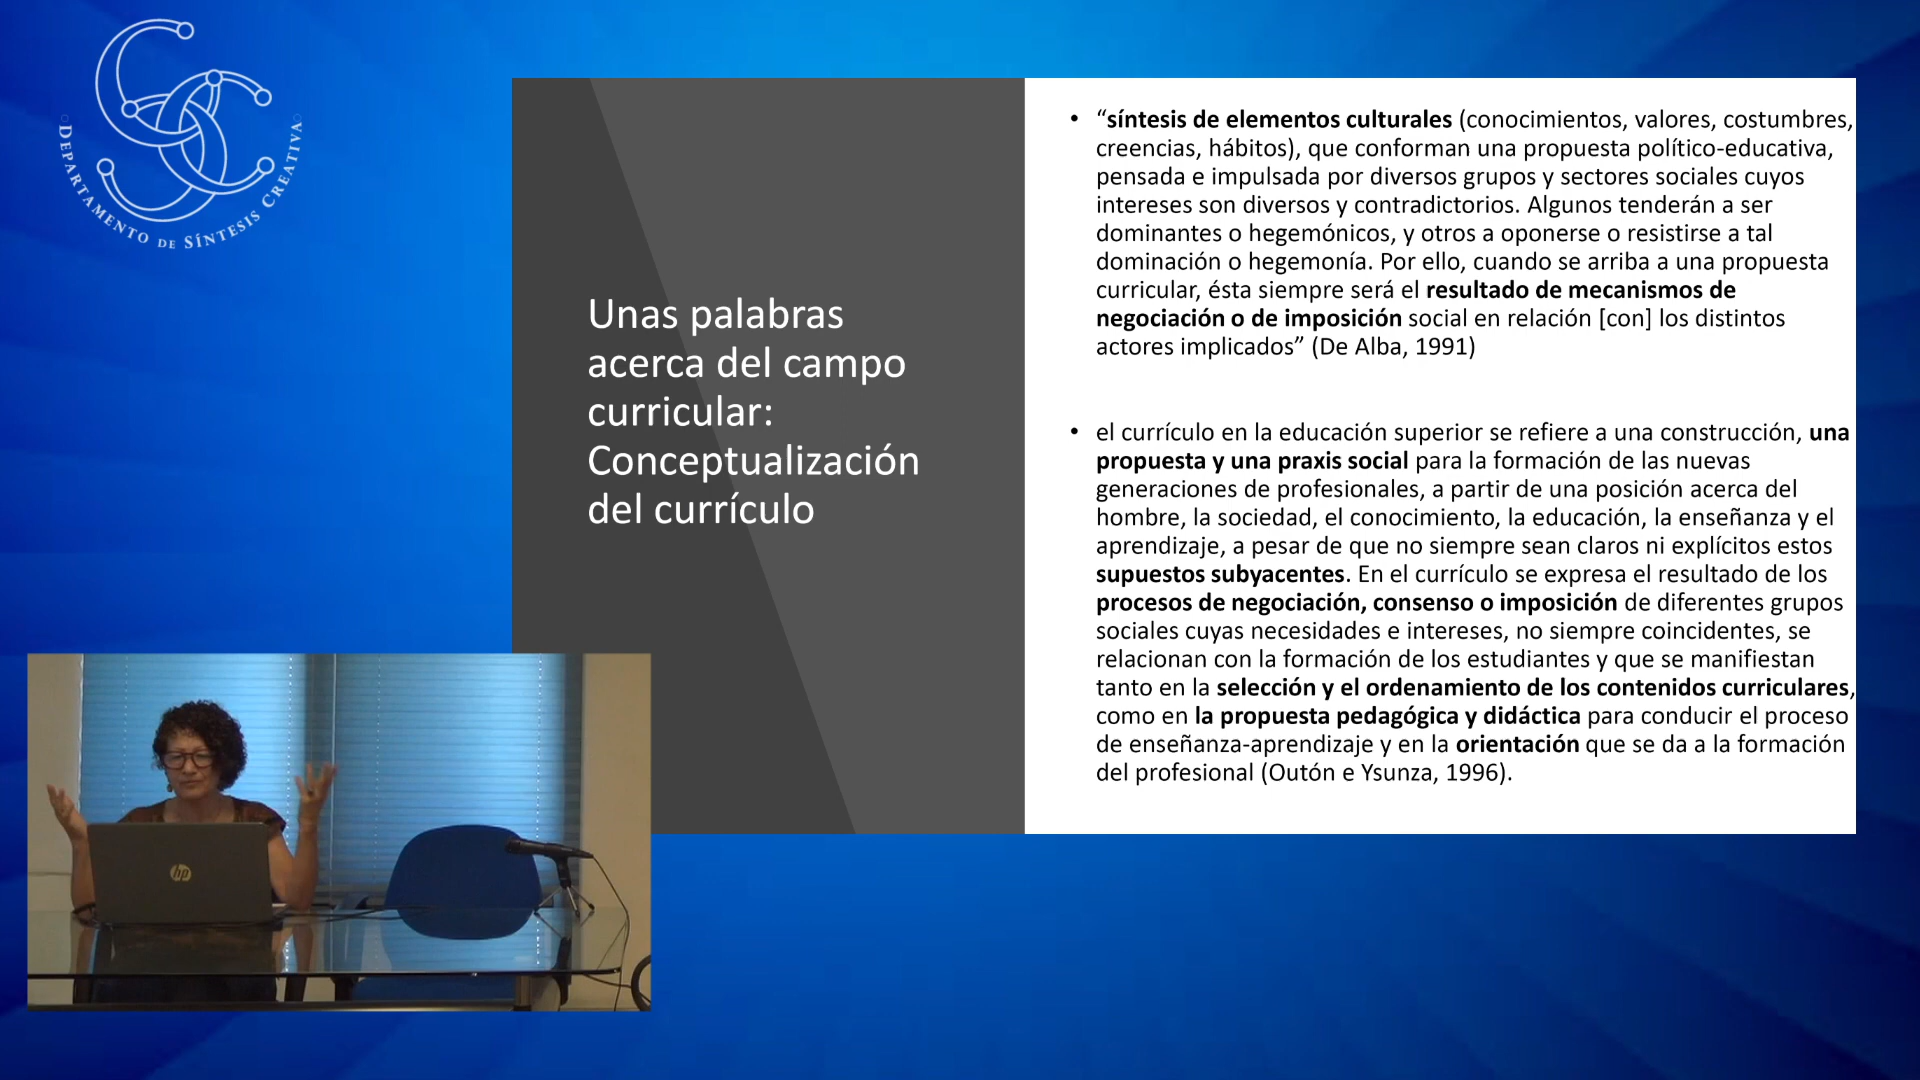 DEPARTAMENTO DE SÍNTESIS CREATIVA
Unas palabras
acerca del campo
curricular:
Conceptualización
del currículo
• “síntesis de elementos culturales (conocimientos, valores, costumbres,
creencias, hábitos), que conforman una propuesta político-educativa,
pensada e impulsada por diversos grupos y sectores sociales cuyos
intereses son diversos y contradictorios. Algunos tenderán a ser
dominantes o hegemónicos, y otros a oponerse o resistirse a tal
dominación o hegemonía. Por ello, cuando se arriba a una propuesta
curricular, ésta siempre será el resultado de mecanismos de
negociación o de imposición social en relación [con] los distintos
actores implicados” (De Alba, 1991)
• el currículo en la educación superior se refiere a una construcción, una
propuesta y una praxis social para la formación de las nuevas
generaciones de profesionales, a partir de una posición acerca del
hombre, la sociedad, el conocimiento, la educación, la enseñanza y el
aprendizaje, a pesar de que no siempre sean claros ni explícitos estos
supuestos subyacentes. En el currículo se expresa el resultado de los
procesos de negociación, consenso o imposición de diferentes grupos
sociales cuyas necesidades e intereses, no siempre coincidentes, se
relacionan con la formación de los estudiantes y que se manifiestan
tanto en la selección y el ordenamiento de los contenidos curriculares,
como en la propuesta pedagógica y didáctica para conducir el proceso
de enseñanza-aprendizaje y en la orientación que se da a la formación
del profesional (Outón e Ysunza, 1996).
hp